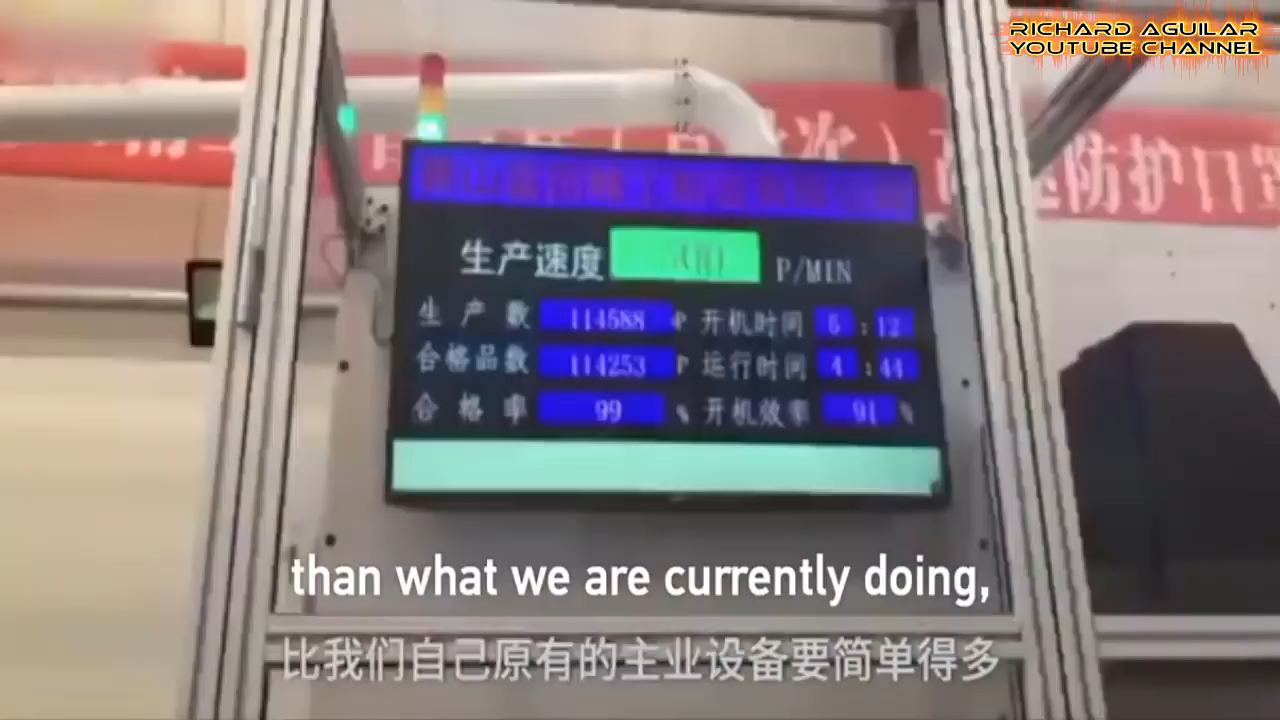 RICHARD AGUILAR
YOUTUBE CHANNEL
防护口罩
生产速度 P/MIN
生产数 114588 P 开机时间 5:12
合格品数 114253 P 运行时间 4:44
合格率 99 % 开机效率 91 %
than what we are currently doing,
比我们自己原有的主业设备要简单得多